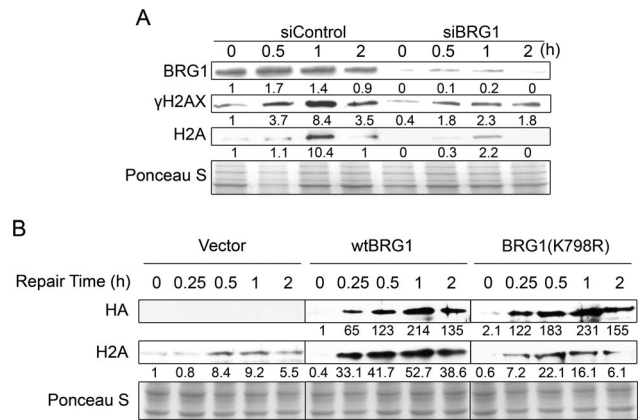 A
siControl siBRG1
0 0.5 1 2 0 0.5 1 2 (h)
BRG1
1 1.7 1.4 0.9 0 0.1 0.2 0
γH2AX
1 3.7 8.4 3.5 0.4 1.8 2.3 1.8
H2A
1 1.1 10.4 1 0 0.3 2.2 0
Ponceau S
B
Vector wtBRG1 BRG1(K798R)
Repair Time (h) 0 0.25 0.5 1 2 0 0.25 0.5 1 2 0 0.25 0.5 1 2
HA
1 65 123 214 135 2.1 122 183 231 155
H2A
1 0.8 8.4 9.2 5.5 0.4 33.1 41.7 52.7 38.6 0.6 7.2 22.1 16.1 6.1
Ponceau S